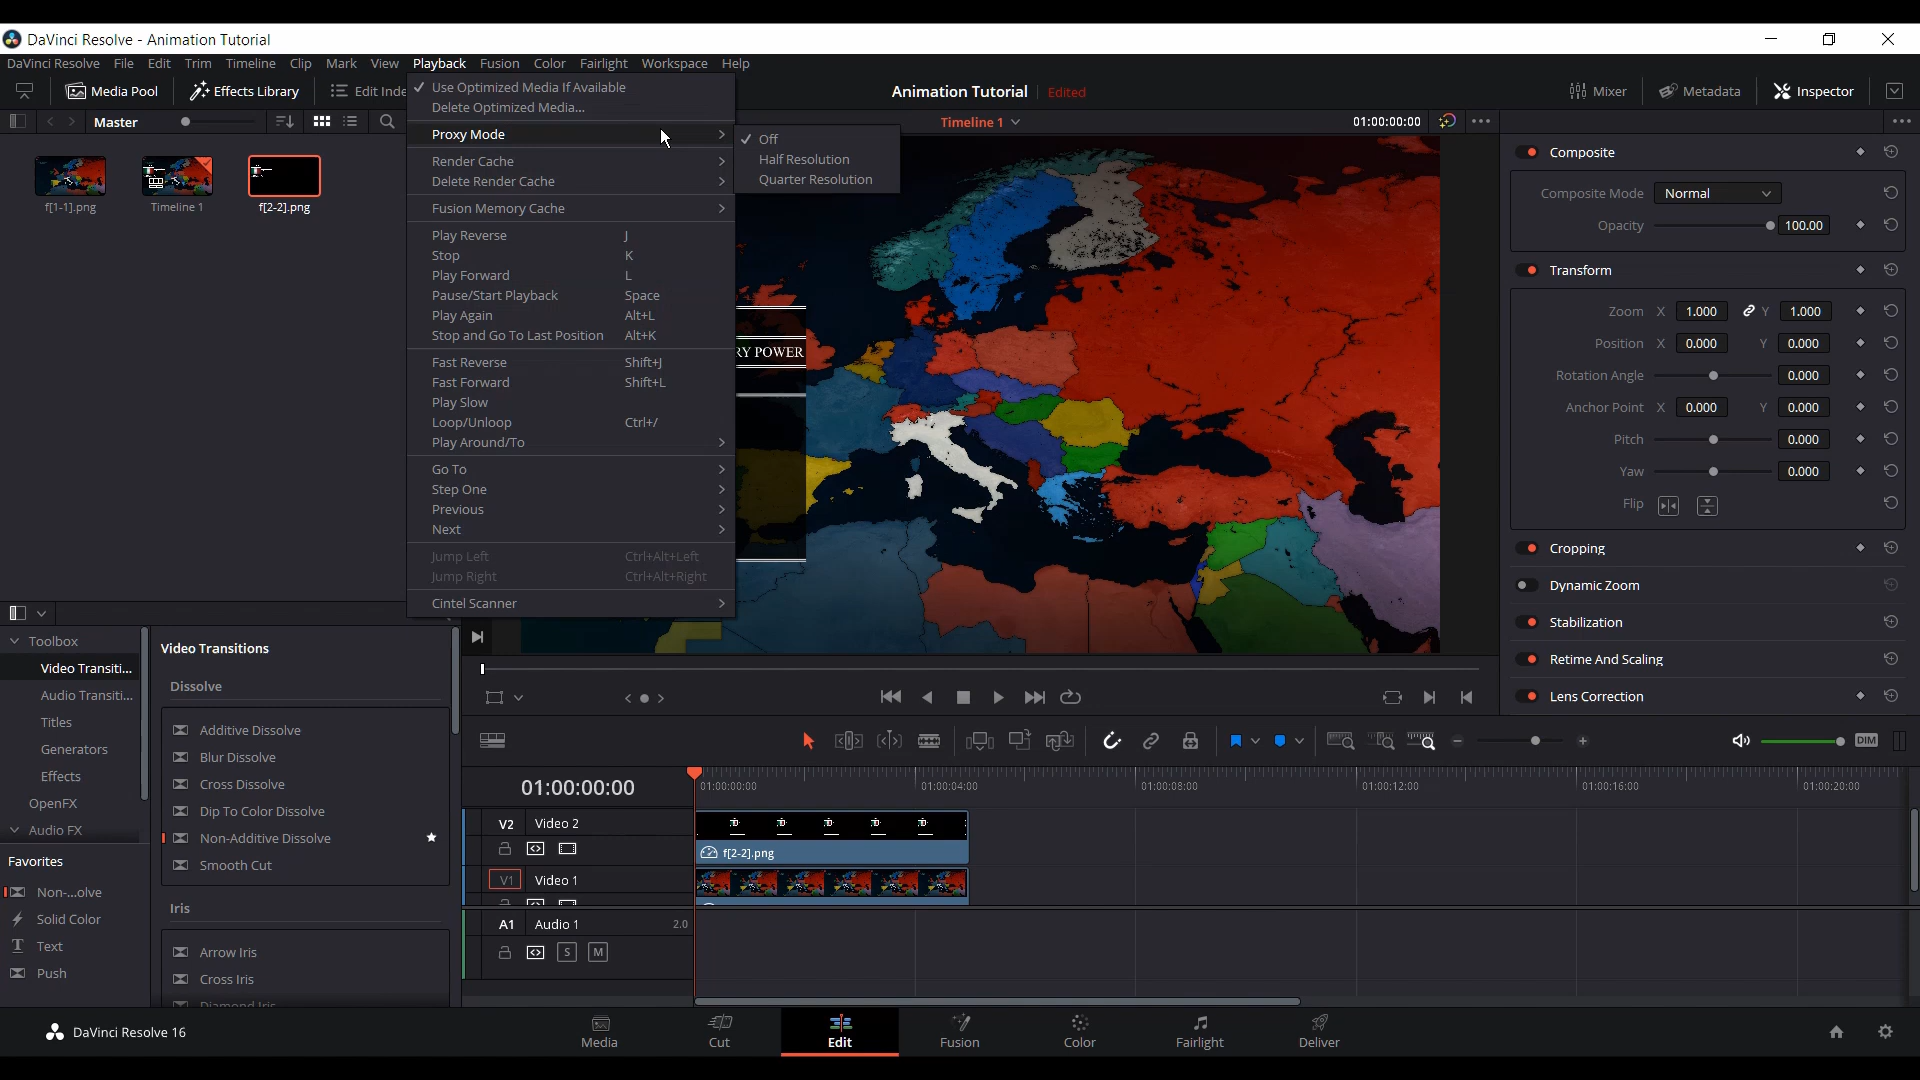 DaVinci Resolve - Animation Tutorial
DaVinci Resolve File Edit Trim Timeline Clip Mark View Playback Fusion Color Fairlight Workspace Help
Media Pool Effects Library Edit Inde Animation Tutorial Edited Mixer Metadata Inspector
Master Timeline 1 01:00:00:00
f[1-1].png Timeline 1 f[2-2].png
Use Optimized Media If Available
Delete Optimized Media...
Proxy Mode
Render Cache
Delete Render Cache
Fusion Memory Cache
Play Reverse J
Stop K
Play Forward L
Pause/Start Playback Space
Play Again Alt+L
Stop and Go To Last Position Alt+K
Fast Reverse Shift+J
Fast Forward Shift+L
Play Slow
Loop/Unloop Ctrl+/
Play Around/To
Go To
Step One
Previous
Next
Jump Left Ctrl+Alt+Left
Jump Right Ctrl+Alt+Right
Cintel Scanner
Off
Half Resolution
Quarter Resolution
RY POWER
Composite
Composite Mode Normal
Opacity 100.00
Transform
Zoom X 1.000 Y 1.000
Position X 0.000 Y 0.000
Rotation Angle 0.000
Anchor Point X 0.000 Y 0.000
Pitch 0.000
Yaw 0.000
Flip
Cropping
Dynamic Zoom
Stabilization
Retime And Scaling
Lens Correction
Toolbox
Video Transiti...
Audio Transiti...
Titles
Generators
Effects
OpenFX
Audio FX
Favorites
Non-...olve
Solid Color
Text
Push
Video Transitions
Dissolve
Additive Dissolve
Blur Dissolve
Cross Dissolve
Dip To Color Dissolve
Non-Additive Dissolve
Smooth Cut
Iris
Arrow Iris
Cross Iris
Diamond Iris
DIM
01:00:00:00 01:00:00:00 01:00:04:00 01:00:08:00 01:00:12:00 01:00:16:00 01:00:20:00
V2 Video 2
f[2-2].png
V1 Video 1
A1 Audio 1 2.0
S M
DaVinci Resolve 16 Media Cut Edit Fusion Color Fairlight Deliver